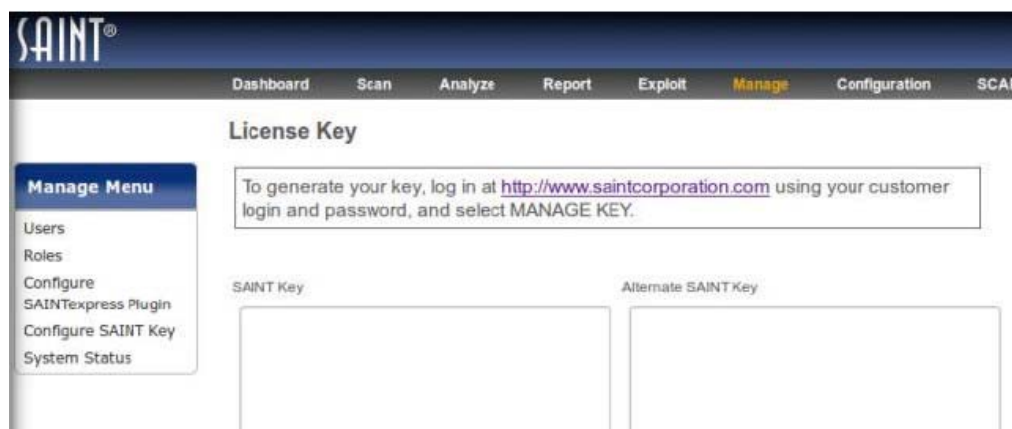 SAINT®
Dashboard Scan Analyze Report Exploit Manage Configuration SCA
License Key
Manage Menu
Users
Roles
Configure
SAINTexpress Plugin
Configure SAINT Key
System Status
To generate your key, log in at http://www.saintcorporation.com using your customer
login and password, and select MANAGE KEY.
SAINT Key
Alternate SAINT Key